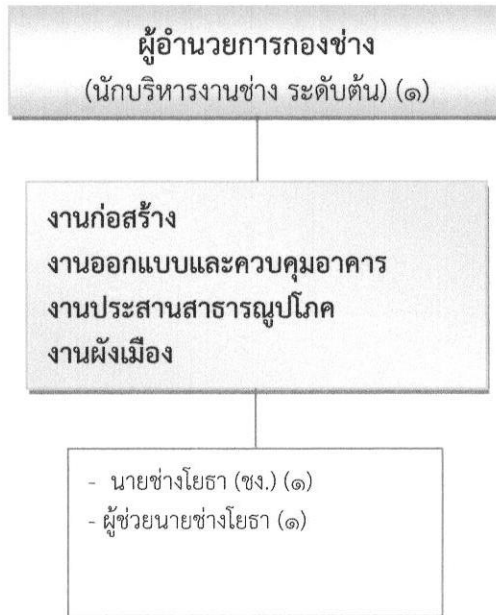 ผู้อำนวยการกองช่าง
(นักบริหารงานช่าง ระดับต้น) (๑)
งานก่อสร้าง
งานออกแบบและควบคุมอาคาร
งานประสานสาธารณูปโภค
งานผังเมือง
- นายช่างโยธา (ชง.) (๑)
- ผู้ช่วยนายช่างโยธา (๑)